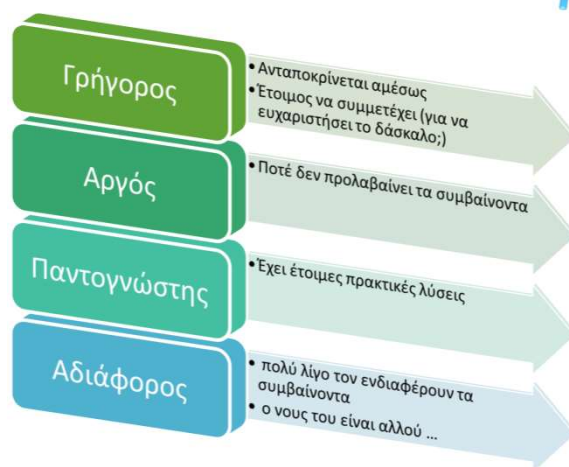 Γρήγορος
• Ανταποκρίνεται αμέσως
• Έτοιμος να συμμετέχει (για να
ευχαριστήσει το δάσκαλο;)
Αργός
• Ποτέ δεν προλαβαίνει τα συμβαίνοντα
Παντογνώστης
• Έχει έτοιμες πρακτικές λύσεις
Αδιάφορος
• πολύ λίγο τον ενδιαφέρουν τα
συμβαίνοντα
• ο νους του είναι αλλού ...